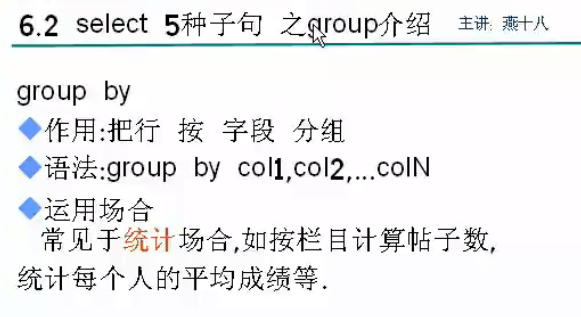 6.2 select 5种子句 之group介绍 主讲: 燕十八
group by
作用:把行 按 字段 分组
语法:group by col1,col2,...colN
运用场合
常见于统计场合,如按栏目计算帖子数,
统计每个人的平均成绩等.